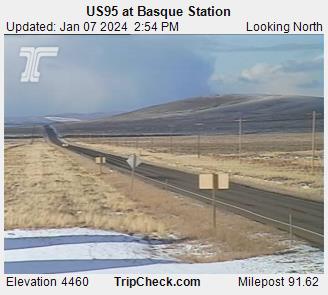 US95 at Basque Station
Updated: Jan 07 2024 2:54 PM Looking North
Elevation 4460 TripCheck.com Milepost 91.62